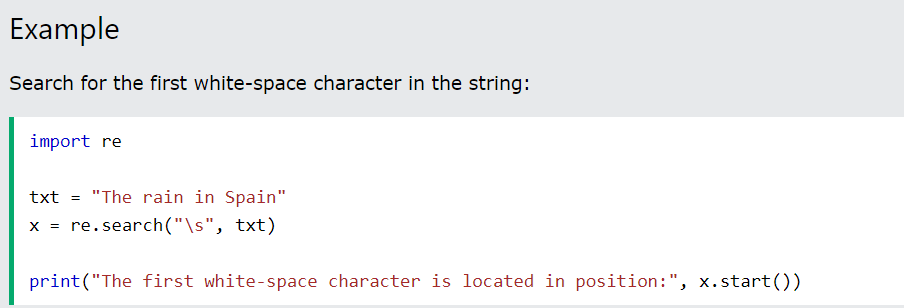 Example
Search for the first white-space character in the string:
import re
txt = "The rain in Spain"
x = re.search("\s", txt)
print("The first white-space character is located in position:", x.start())